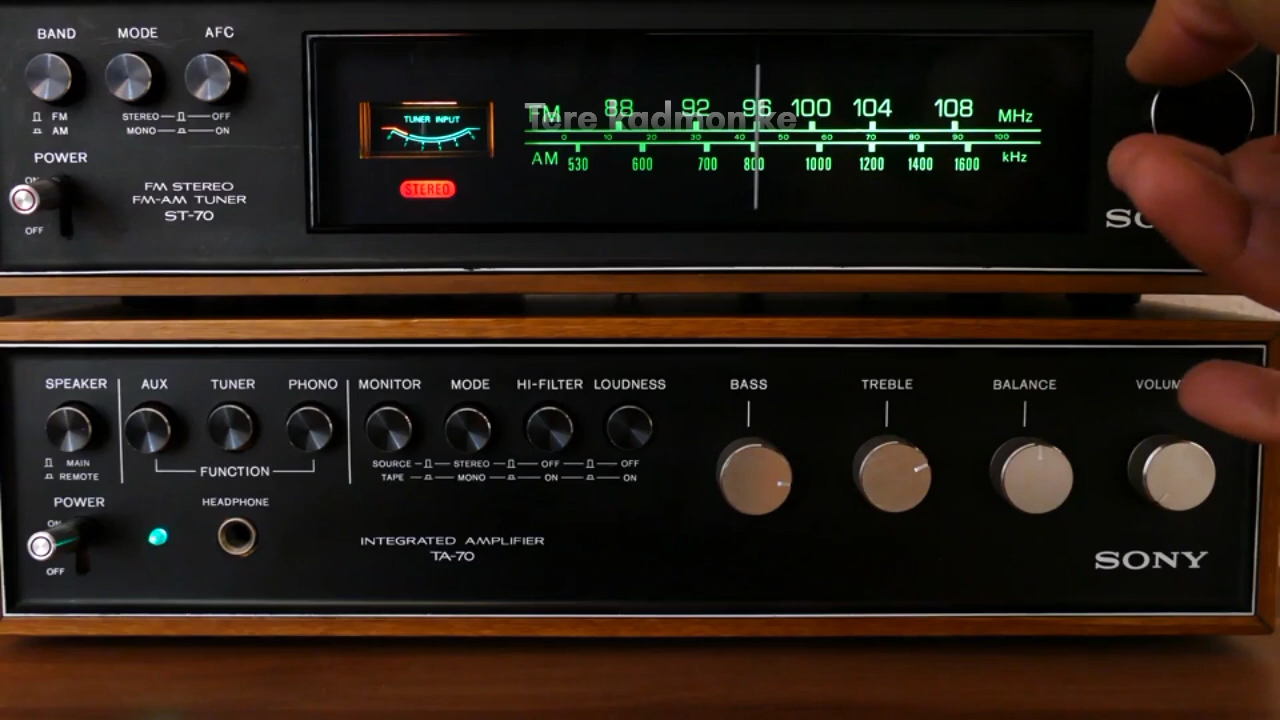 BAND MODE AFC
FM STEREO OFF
AM MONO ON
POWER
ON
OFF
FM STEREO
FM-AM TUNER
ST-70
TUNER INPUT
STEREO
FM 88 92 96 100 104 108 MHz
Tere kadmon ke
0 10 20 30 40 50 60 70 80 90 100
AM 530 600 700 800 1000 1200 1400 1600 kHz
SPEAKER AUX TUNER PHONO MONITOR MODE HI-FILTER LOUDNESS BASS TREBLE BALANCE
MAIN
REMOTE
FUNCTION
SOURCE STEREO OFF OFF
TAPE MONO ON ON
POWER
ON
OFF
HEADPHONE
INTEGRATED AMPLIFIER
TA-70
SONY